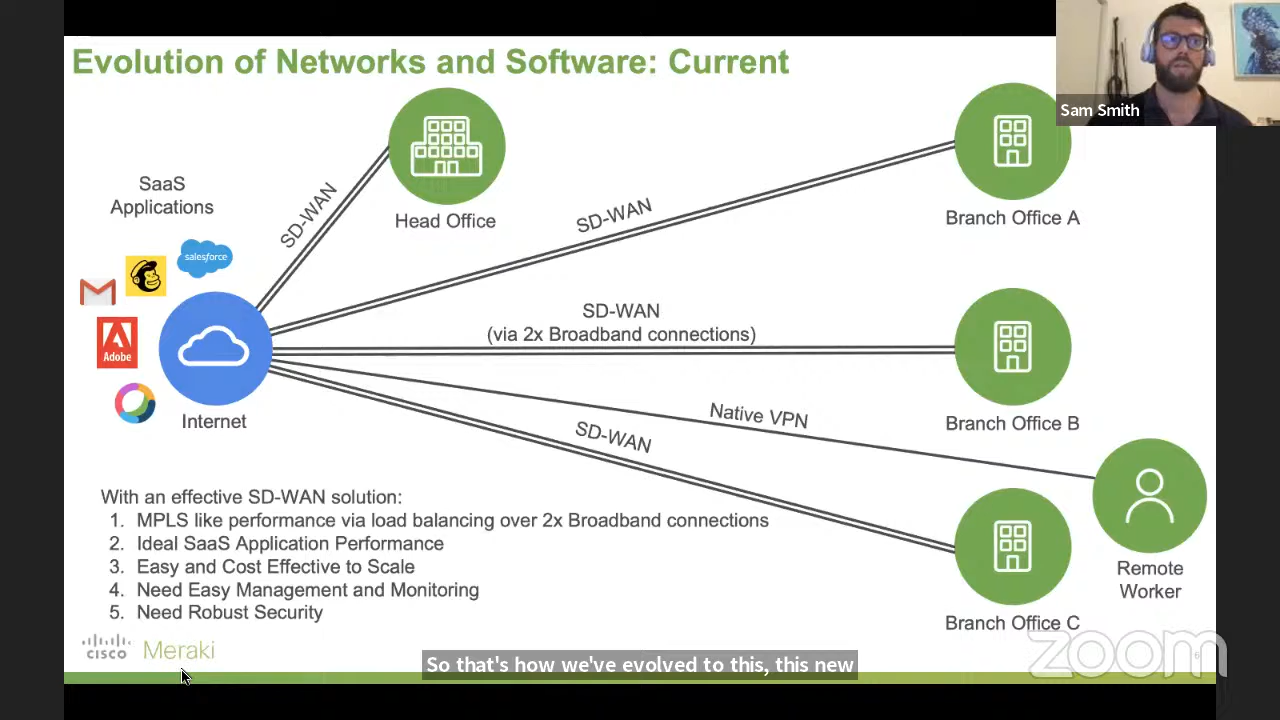 Evolution of Networks and Software: Current
Sam Smith
SaaS
Applications
SD-WAN
Head Office
SD-WAN
Branch Office A
salesforce
SD-WAN
(via 2x Broadband connections)
Adobe
Internet
Native VPN
Branch Office B
SD-WAN
With an effective SD-WAN solution:
1. MPLS like performance via load balancing over 2x Broadband connections
2. Ideal SaaS Application Performance
3. Easy and Cost Effective to Scale
4. Need Easy Management and Monitoring
5. Need Robust Security
Remote
Worker
Branch Office C
CISCO Meraki
So that's how we've evolved to this, this new
zoom
6